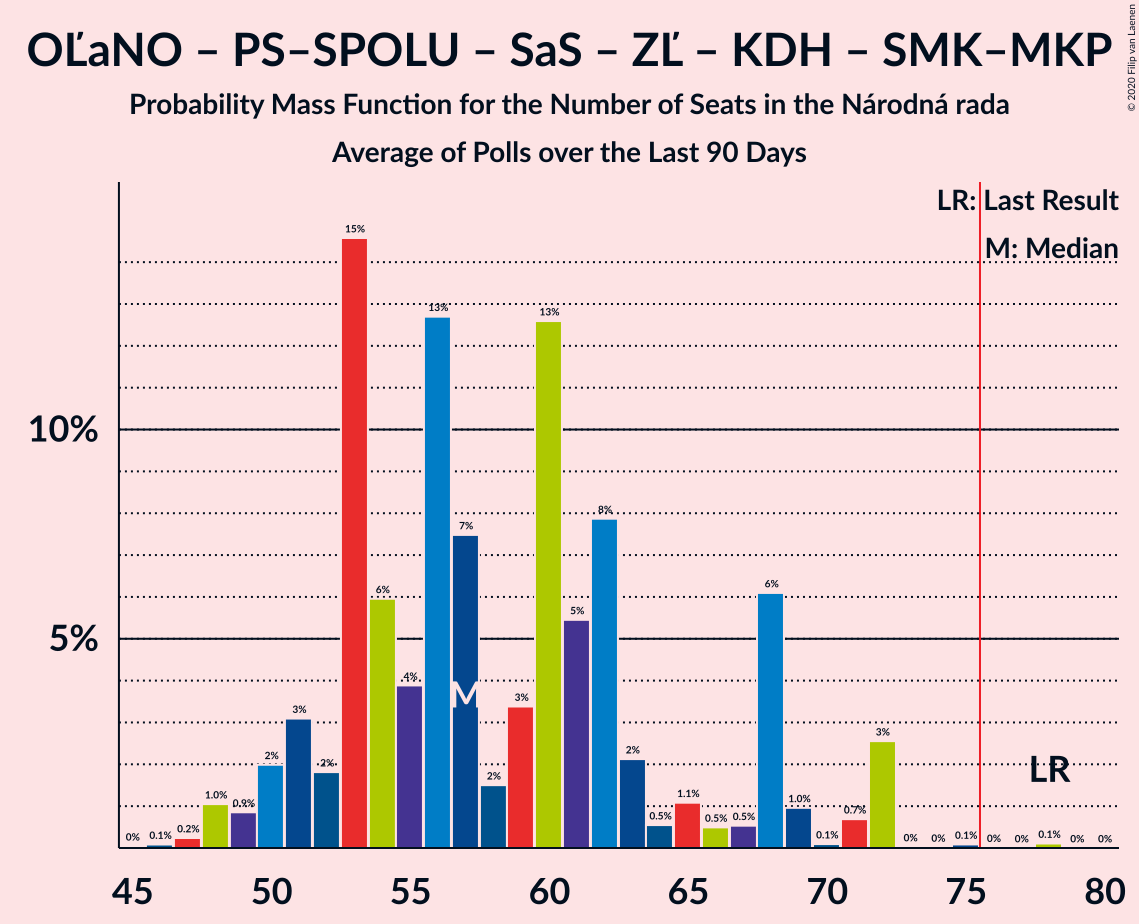 OĽaNO – PS–SPOLU – SaS – ZĽ – KDH – SMK–MKP
Probability Mass Function for the Number of Seats in the Národná rada
Average of Polls over the Last 90 Days
© 2020 Filip van Laenen
LR: Last Result
M: Median
10%
5%
0% 0.1% 0.2% 1.0% 0.9% 2% 3% 2% 15% 6% 4% 13% 7% 2% 3% 13% 5% 8% 2% 0.5% 1.1% 0.5% 0.5% 6% 1.0% 0.1% 0.7% 3% 0% 0% 0.1% 0% 0% 0.1% 0% 0%
M
LR
45 50 55 60 65 70 75 80